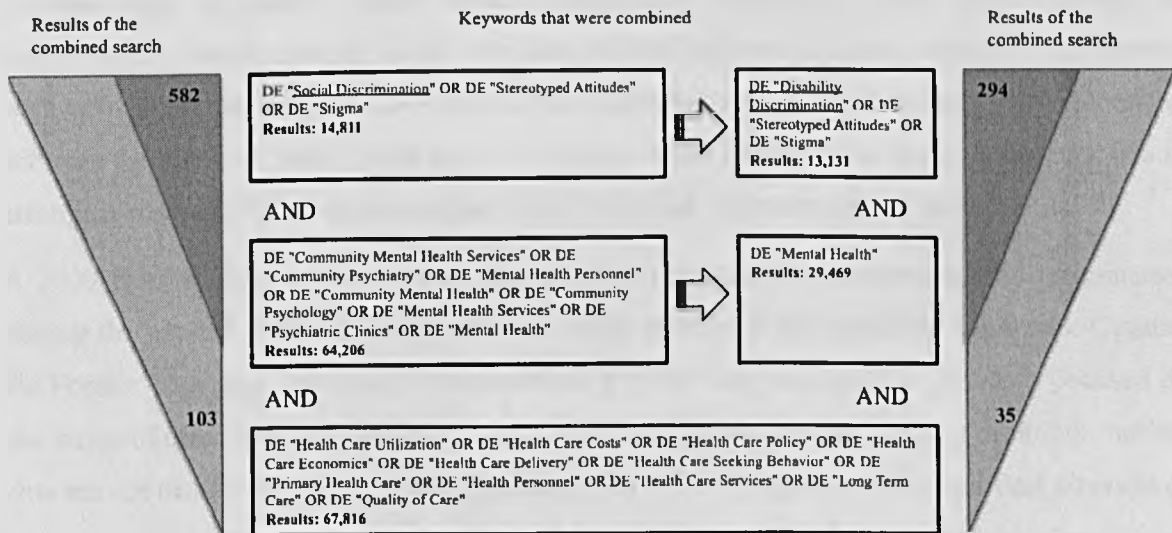 Results of the
combined search
Keywords that were combined
Results of the
combined search
582
DE "Social Discrimination" OR DE "Stereotyped Attitudes"
OR DE "Stigma"
Results: 14,811
DE "Disability
Discrimination" OR DE
"Stereotyped Attitudes" OR
DE "Stigma"
Results: 13,131
294
AND
AND
DE "Community Mental Health Services" OR DE
"Community Psychiatry" OR DE "Mental Health Personnel"
OR DE "Community Mental Health" OR DE "Community
Psychology" OR DE "Mental Health Services" OR DE
"Psychiatric Clinics" OR DE "Mental Health"
Results: 64,206
DE "Mental Health"
Results: 29,469
103
AND
AND
35
DE "Health Care Utilization" OR DE "Health Care Costs" OR DE "Health Care Policy" OR DE "Health
Care Economics" OR DE "Health Care Delivery" OR DE "Health Care Seeking Behavior" OR DE
"Primary Health Care" OR DE "Health Personnel" OR DE "Health Care Services" OR DE "Long Term
Care" OR DE "Quality of Care"
Results: 67,816